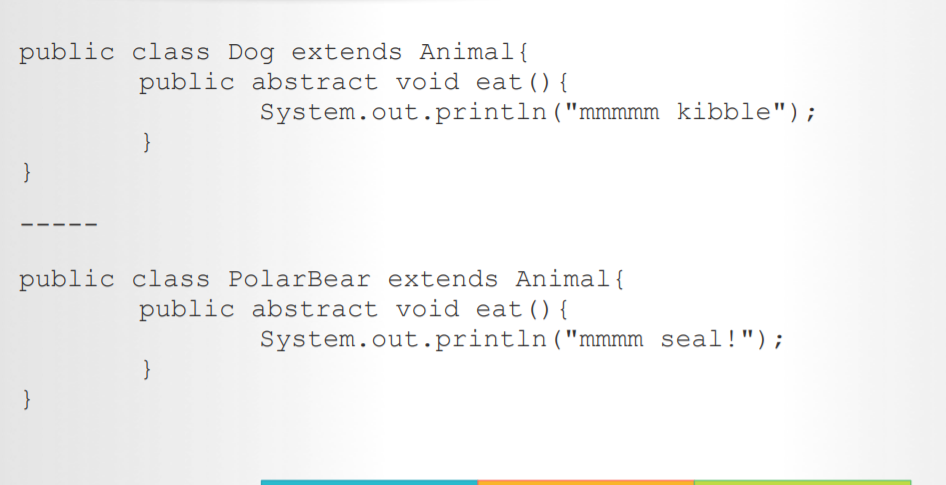 public class Dog extends Animal{
public abstract void eat(){
System.out.println("mmmmm kibble");
}
}
-----
public class PolarBear extends Animal{
public abstract void eat(){
System.out.println("mmmm seal!");
}
}